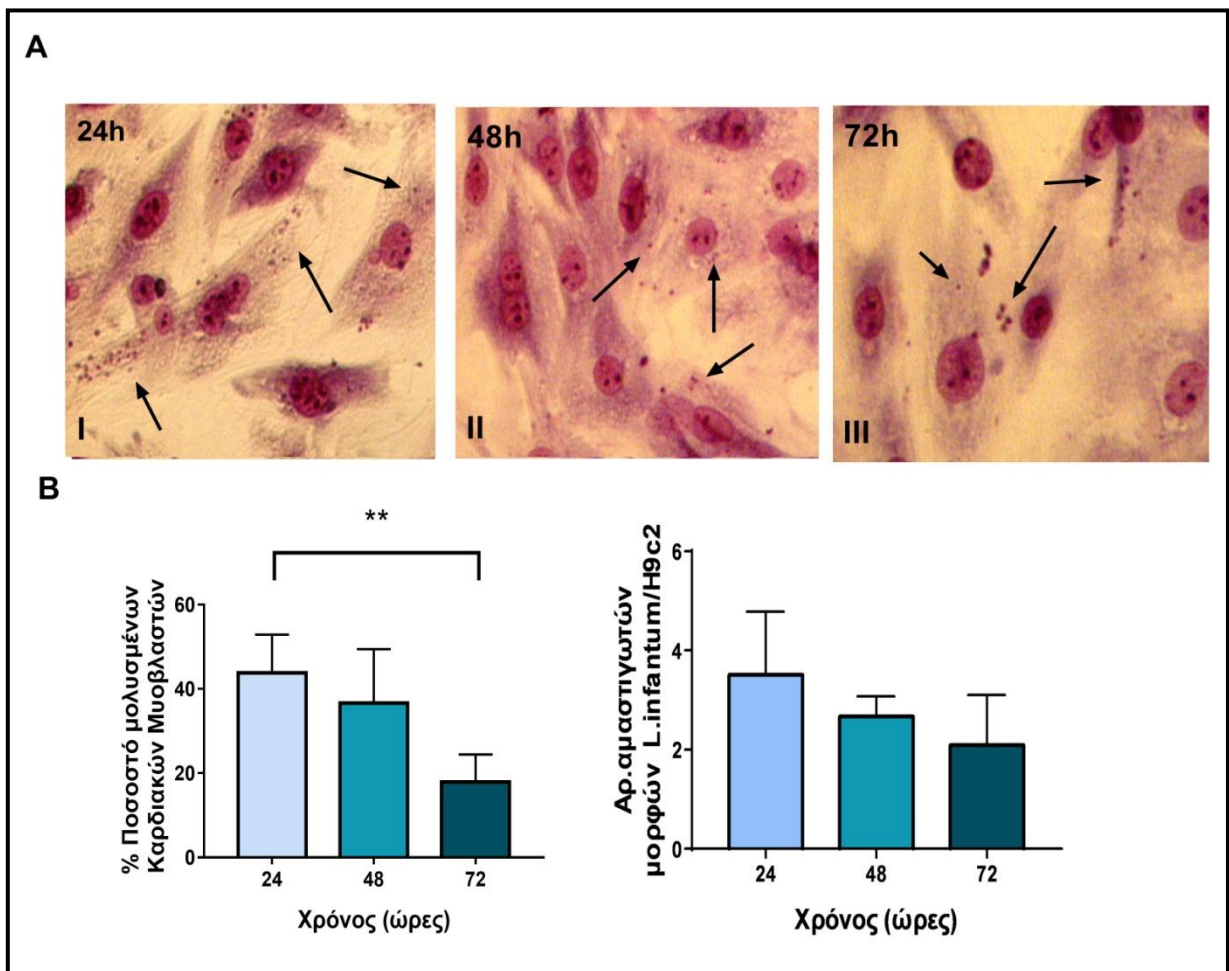 A
24h
I
48h
II
72h
III
B
**
% Ποσοστό μολυσμένων
Καρδιακών Μυοβλαστών
60
40
20
0
24 48 72
Χρόνος (ώρες)
Αρ.αμαστιγωτών
μορφών L.infantum/H9c2
6
4
2
0
24 48 72
Χρόνος (ώρες)